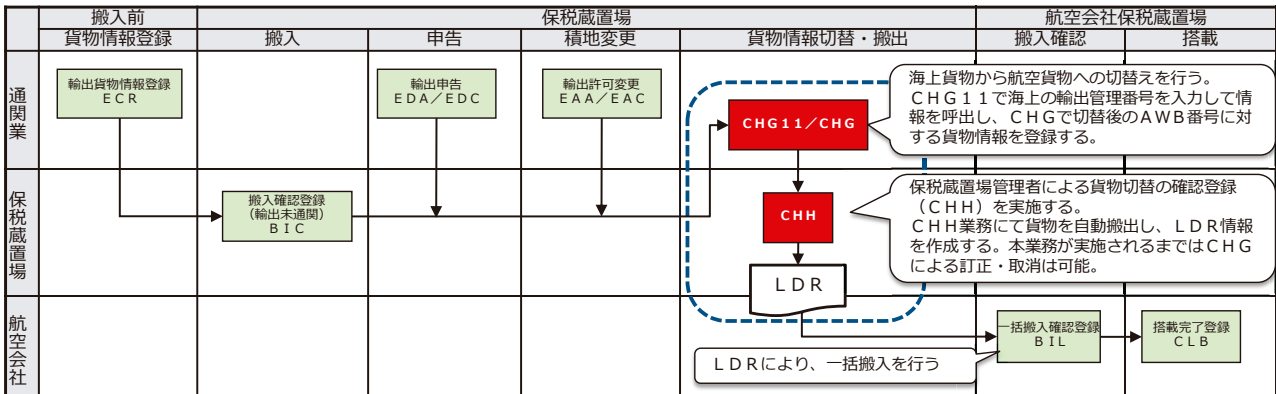 搬入前
保税蔵置場
航空会社保税蔵置場
貨物情報登録
搬入
申告
積地変更
貨物情報切替・搬出
搬入確認
搭載
通関業
輸出貨物情報登録
ＥＣＲ
輸出申告
ＥＤＡ／ＥＤＣ
輸出許可変更
ＥＡＡ／ＥＡＣ
ＣＨＧ１１／ＣＨＧ
海上貨物から航空貨物への切替えを行う。
ＣＨＧ１１で海上の輸出管理番号を入力して情
報を呼出し、ＣＨＧで切替後のＡＷＢ番号に対
する貨物情報を登録する。
保税蔵置場
搬入確認登録
（輸出未通関）
ＢＩＣ
ＣＨＨ
保税蔵置場管理者による貨物切替の確認登録
（ＣＨＨ）を実施する。
ＣＨＨ業務にて貨物を自動搬出し、ＬＤＲ情報
を作成する。本業務が実施されるまではＣＨＧ
による訂正・取消は可能。
ＬＤＲ
航空会社
一括搬入確認登録
ＢＩＬ
搭載完了登録
ＣＬＢ
ＬＤＲにより、一括搬入を行う